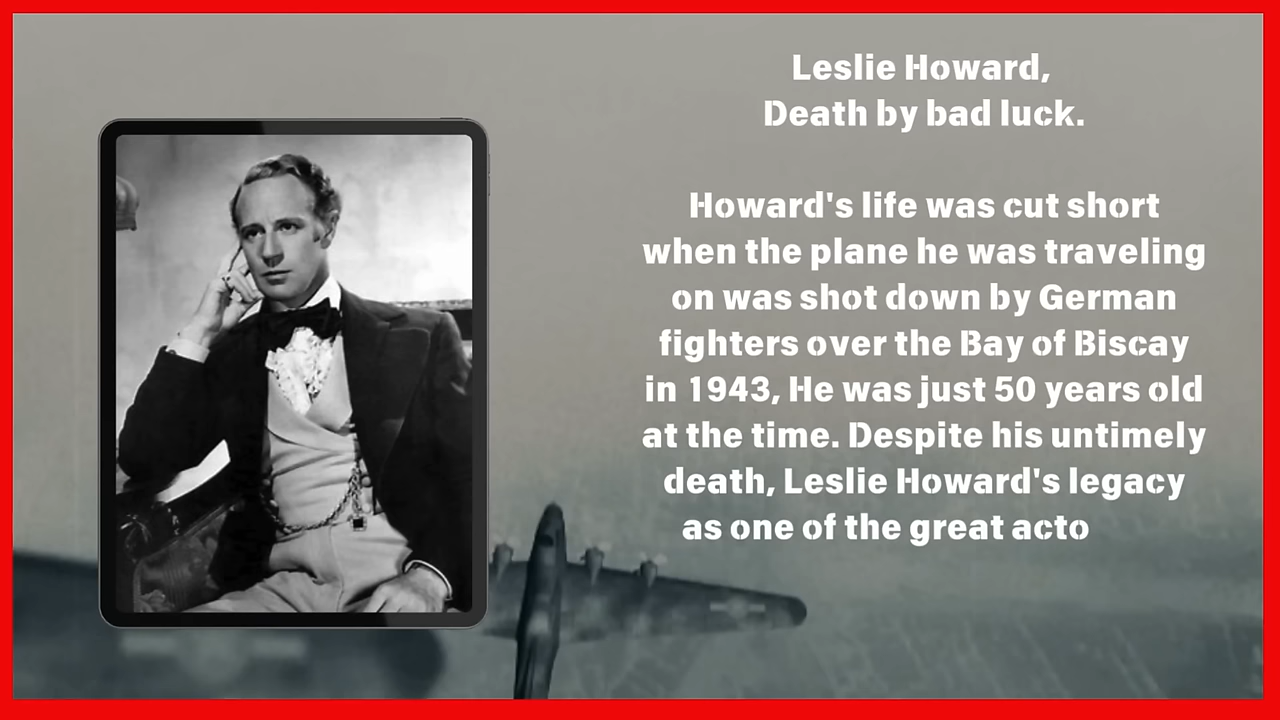 Leslie Howard,
Death by bad luck.
Howard's life was cut short
when the plane he was traveling
on was shot down by German
fighters over the Bay of Biscay
in 1943, He was just 50 years old
at the time. Despite his untimely
death, Leslie Howard's legacy
as one of the great acto